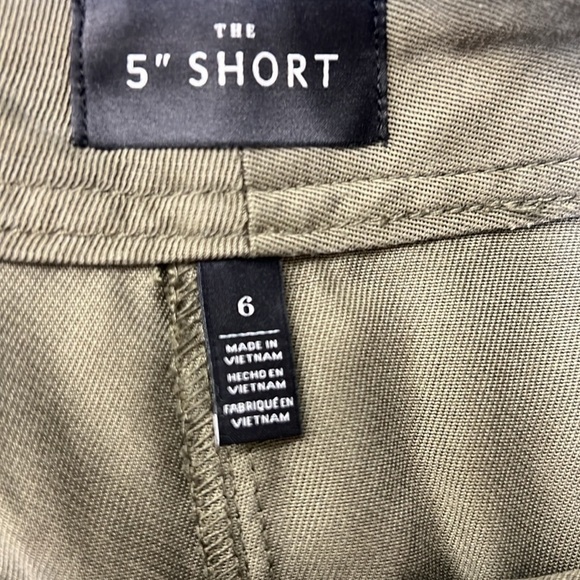 THE
5" SHORT
6
MADE IN
VIETNAM
HECHO EN
VIETNAM
FABRIQUÉ EN
VIETNAM